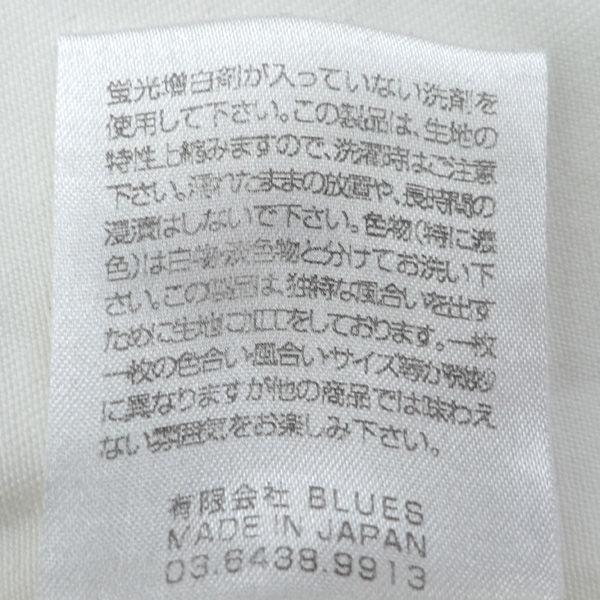 蛍光増白剤が入っていない洗剤を
使用して下さい。この製品は、生地の
特性上縮みますので、洗濯時はご注意
下さい。濡れたままの放置や、長時間の
浸漬はしないで下さい。色物(特に濃
色)は白物・淡色物と分けてお洗い下
さい。この製品は、独特な風合いを出す
ために生地に加工をしております。一枚
一枚の色合い・風合い・サイズ等が微妙
に異なりますが他の商品では味わえ
ない雰囲気をお楽しみ下さい。
有限会社 BLUES
MADE IN JAPAN
03.6438.9913